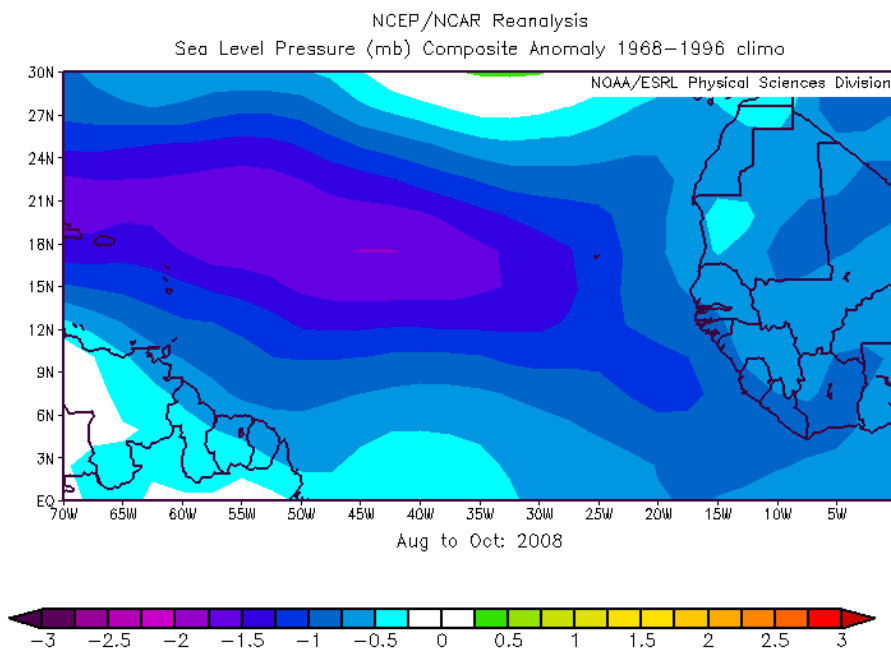 NCEP/NCAR Reanalysis
Sea Level Pressure (mb) Composite Anomaly 1968-1996 climo
NOAA/ESRL Physical Sciences Division
30N
27N
24N
21N
18N
15N
12N
9N
6N
3N
EQ
70W 65W 60W 55W 50W 45W 40W 35W 30W 25W 20W 15W 10W 5W
Aug to Oct: 2008
-3 -2.5 -2 -1.5 -1 -0.5 0 0.5 1 1.5 2 2.5 3